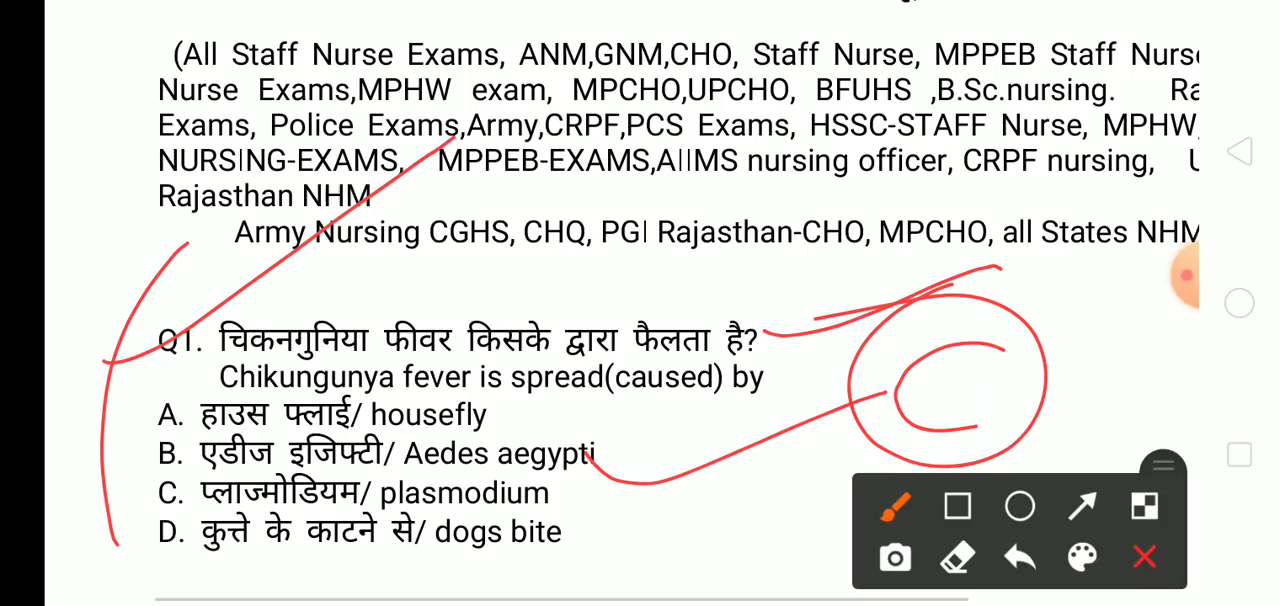 (All Staff Nurse Exams, ANM,GNM,CHO, Staff Nurse, MPPEB Staff Nurs
Nurse Exams,MPHW exam, MPCHO,UPCHO, BFUHS ,B.Sc.nursing. Ra
Exams, Police Exams,Army,CRPF,PCS Exams, HSSC-STAFF Nurse, MPHW,
NURSING-EXAMS, MPPEB-EXAMS,AIIMS nursing officer, CRPF nursing,
Rajasthan NHM
Army Nursing CGHS, CHQ, PGI Rajasthan-CHO, MPCHO, all States NHM
Q1. चिकनगुनिया फीवर किसके द्वारा फैलता है?
Chikungunya fever is spread(caused) by
A. हाउस फ्लाई/ housefly
B. एडीज इजिफ्टी/ Aedes aegypti
C. प्लाज्मोडियम/ plasmodium
D. कुत्ते के काटने से/ dogs bite